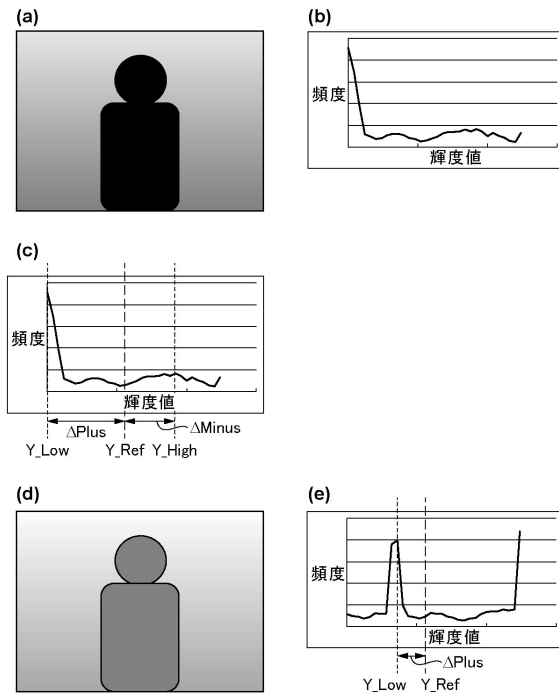 (a)
(b)
頻度
輝度値
(c)
頻度
輝度値
ΔPlus
ΔMinus
Y_Low
Y_Ref
Y_High
(d)
(e)
頻度
輝度値
ΔPlus
Y_Low
Y_Ref